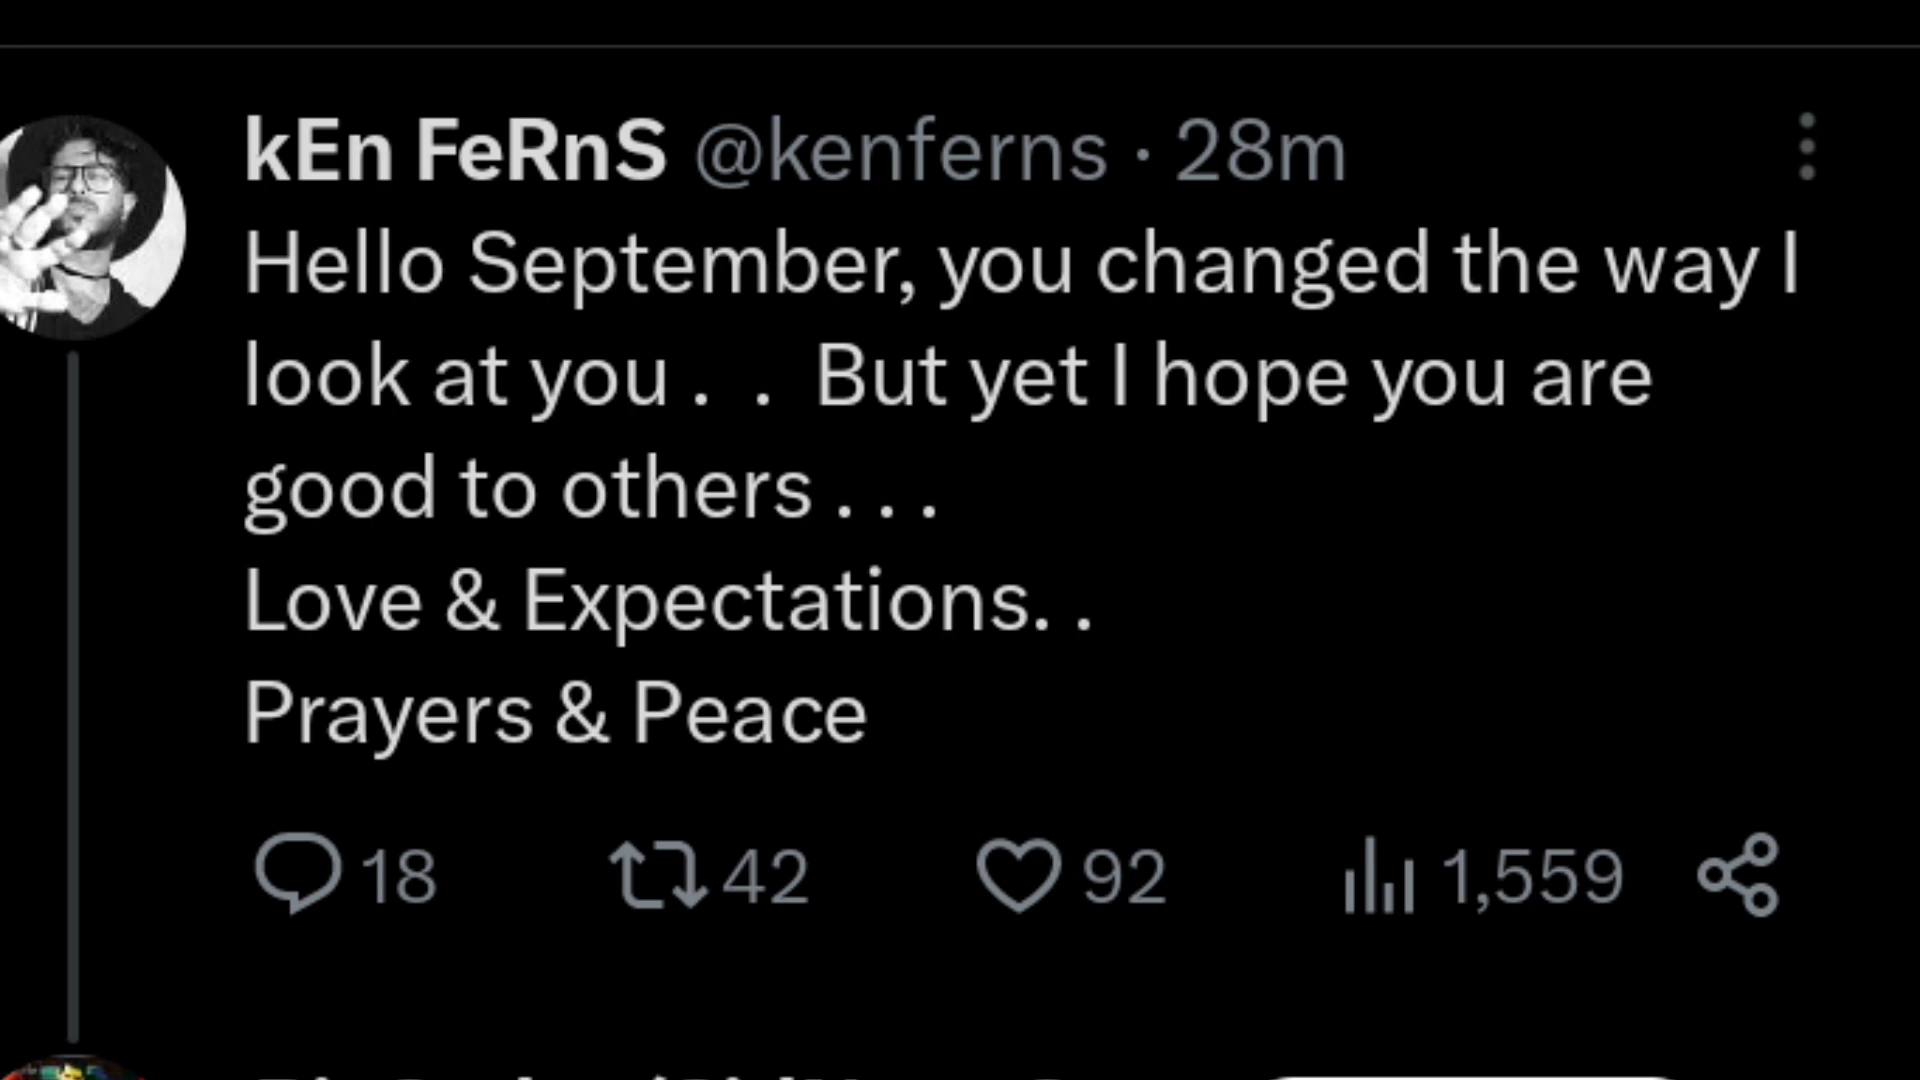 kEn FeRnS @kenferns · 28m
Hello September, you changed the way I
look at you . . But yet I hope you are
good to others . . .
Love & Expectations. .
Prayers & Peace
18 42 92 1,559